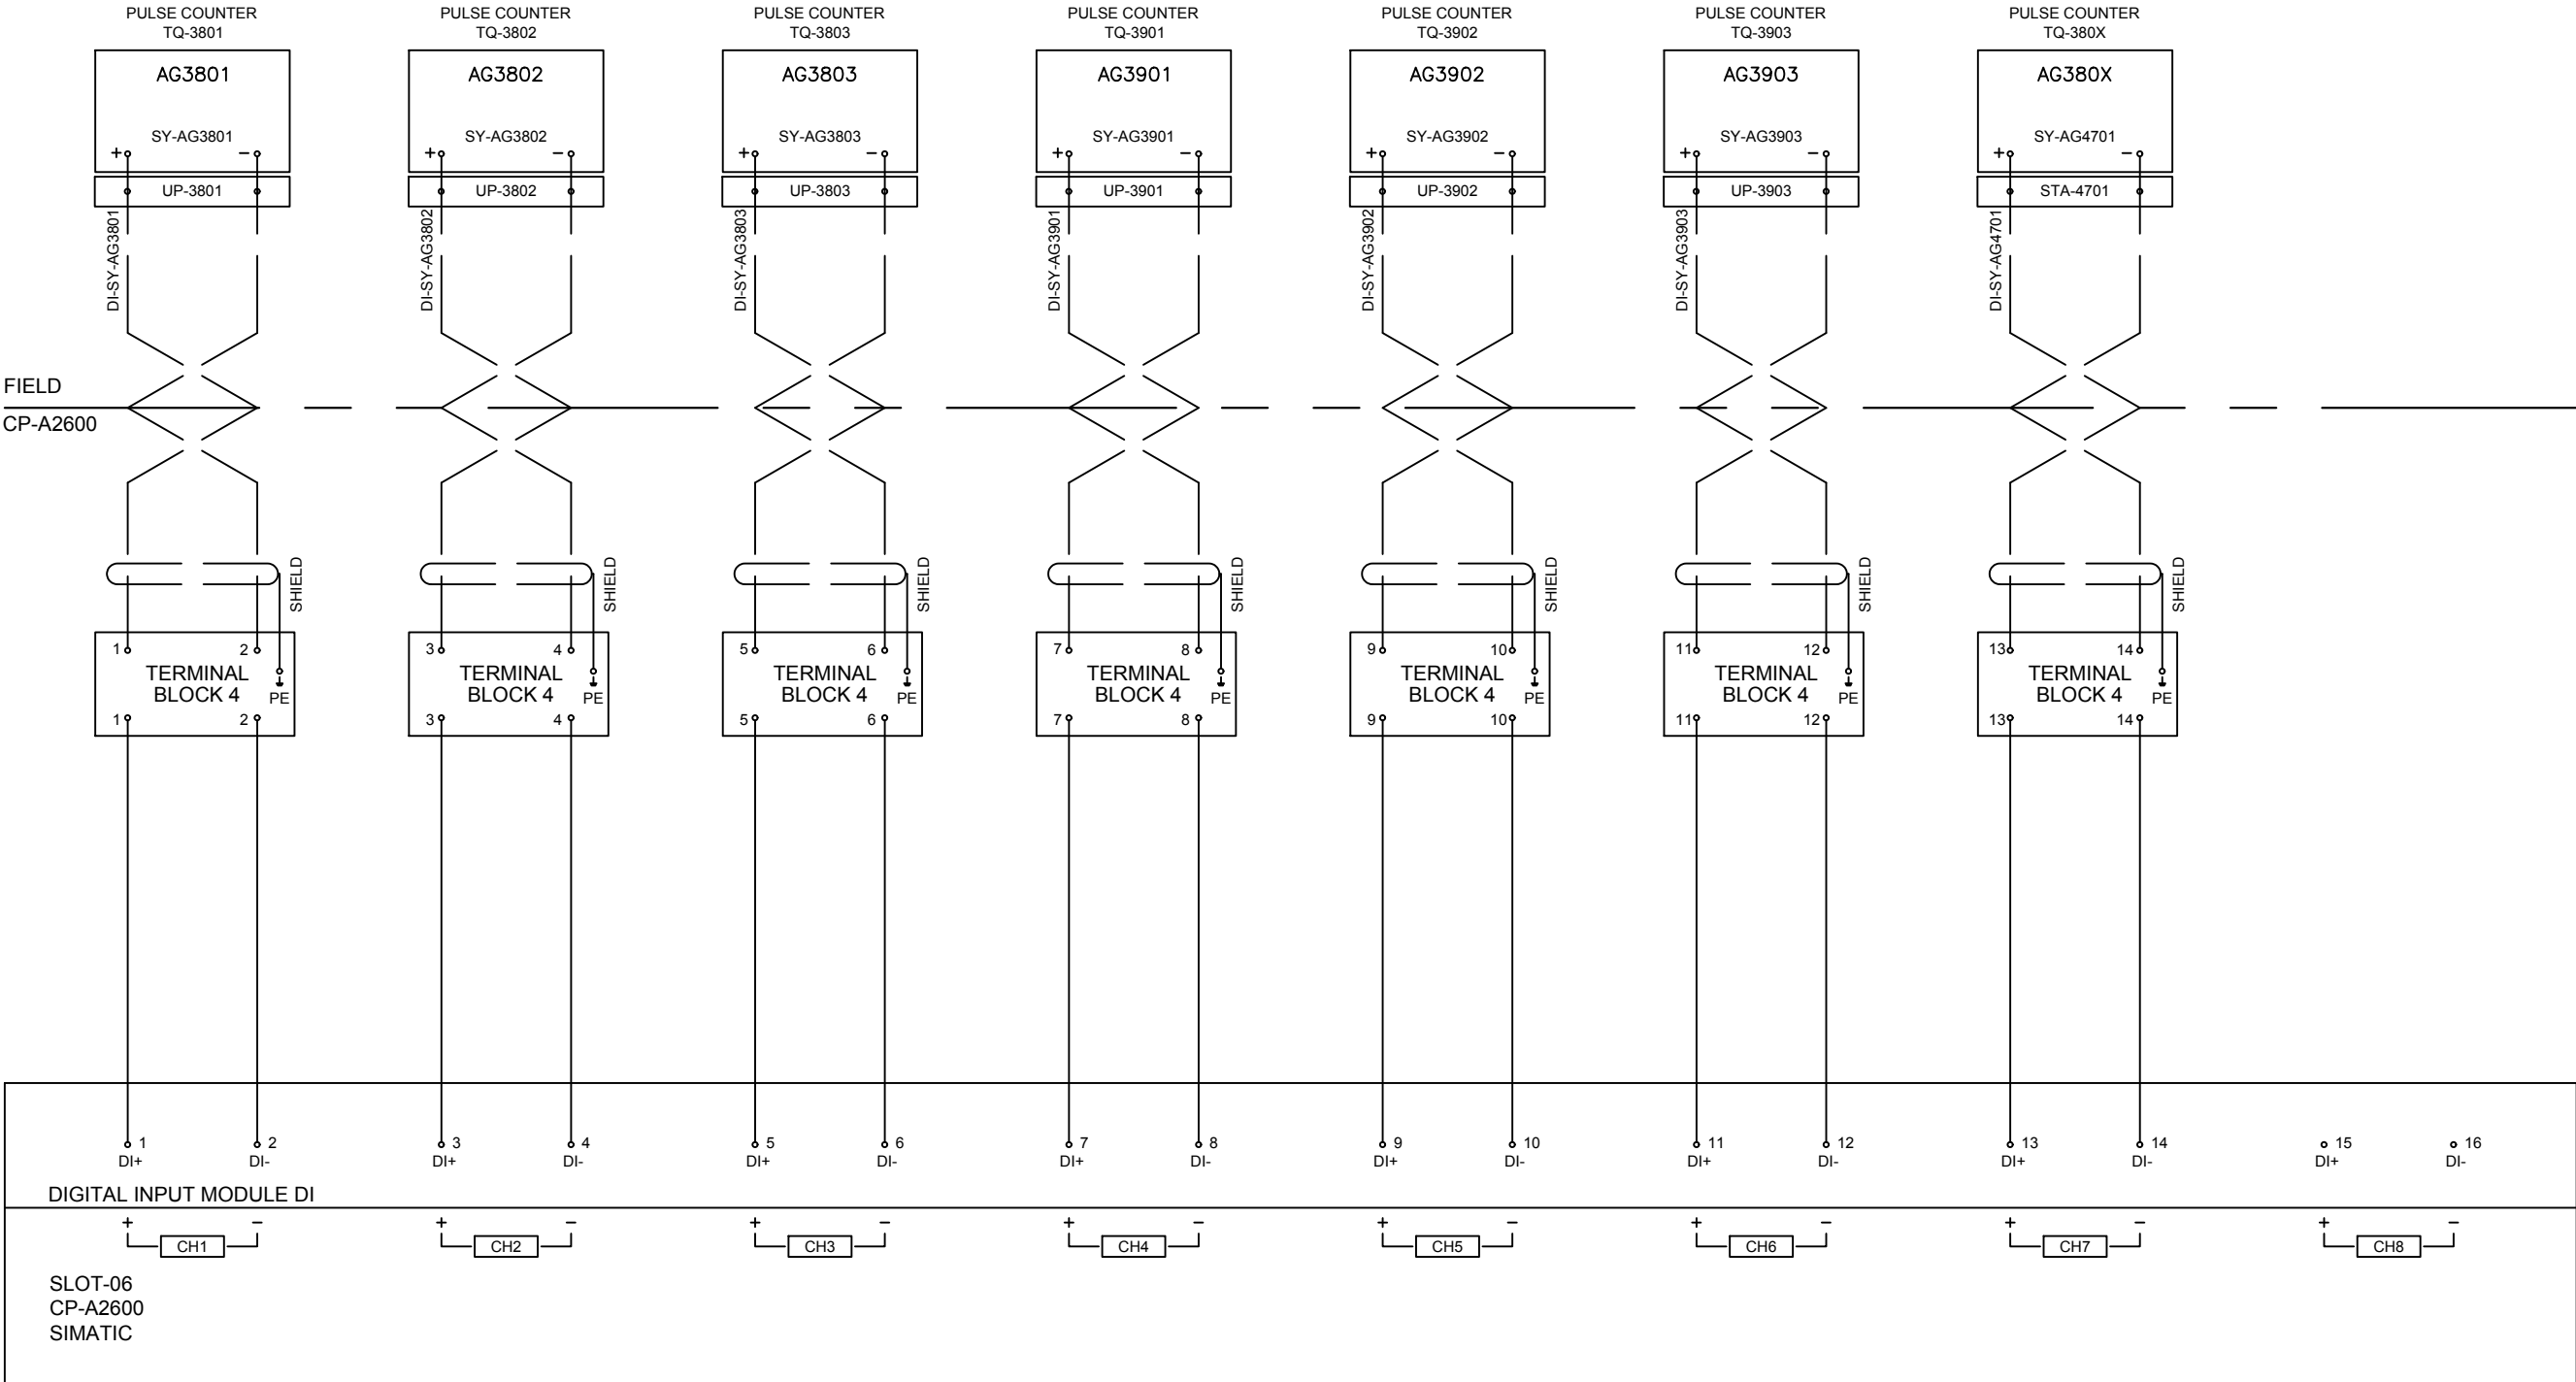 PULSE COUNTER PULSE COUNTER PULSE COUNTER PULSE COUNTER PULSE COUNTER PULSE COUNTER PULSE COUNTER
TQ-3801 TQ-3802 TQ-3803 TQ-3901 TQ-3902 TQ-3903 TQ-380X
AG3801 AG3802 AG3803 AG3901 AG3902 AG3903 AG380X
SY-AG3801 SY-AG3802 SY-AG3803 SY-AG3901 SY-AG3902 SY-AG3903 SY-AG4701
+ − + − + − + − + − + − + −
UP-3801 UP-3802 UP-3803 UP-3901 UP-3902 UP-3903 STA-4701
DI-SY-AG3801 DI-SY-AG3802 DI-SY-AG3803 DI-SY-AG3901 DI-SY-AG3902 DI-SY-AG3903 DI-SY-AG4701
FIELD
CP-A2600
SHIELD SHIELD SHIELD SHIELD SHIELD SHIELD SHIELD
1 2 3 4 5 6 7 8 9 10 11 12 13 14
TERMINAL TERMINAL TERMINAL TERMINAL TERMINAL TERMINAL TERMINAL
BLOCK 4 PE BLOCK 4 PE BLOCK 4 PE BLOCK 4 PE BLOCK 4 PE BLOCK 4 PE BLOCK 4 PE
1 2 3 4 5 6 7 8 9 10 11 12 13 14
1 2 3 4 5 6 7 8 9 10 11 12 13 14 15 16
DI+ DI- DI+ DI- DI+ DI- DI+ DI- DI+ DI- DI+ DI- DI+ DI- DI+ DI-
DIGITAL INPUT MODULE DI
+ − + − + − + − + − + − + − + −
CH1 CH2 CH3 CH4 CH5 CH6 CH7 CH8
SLOT-06
CP-A2600
SIMATIC